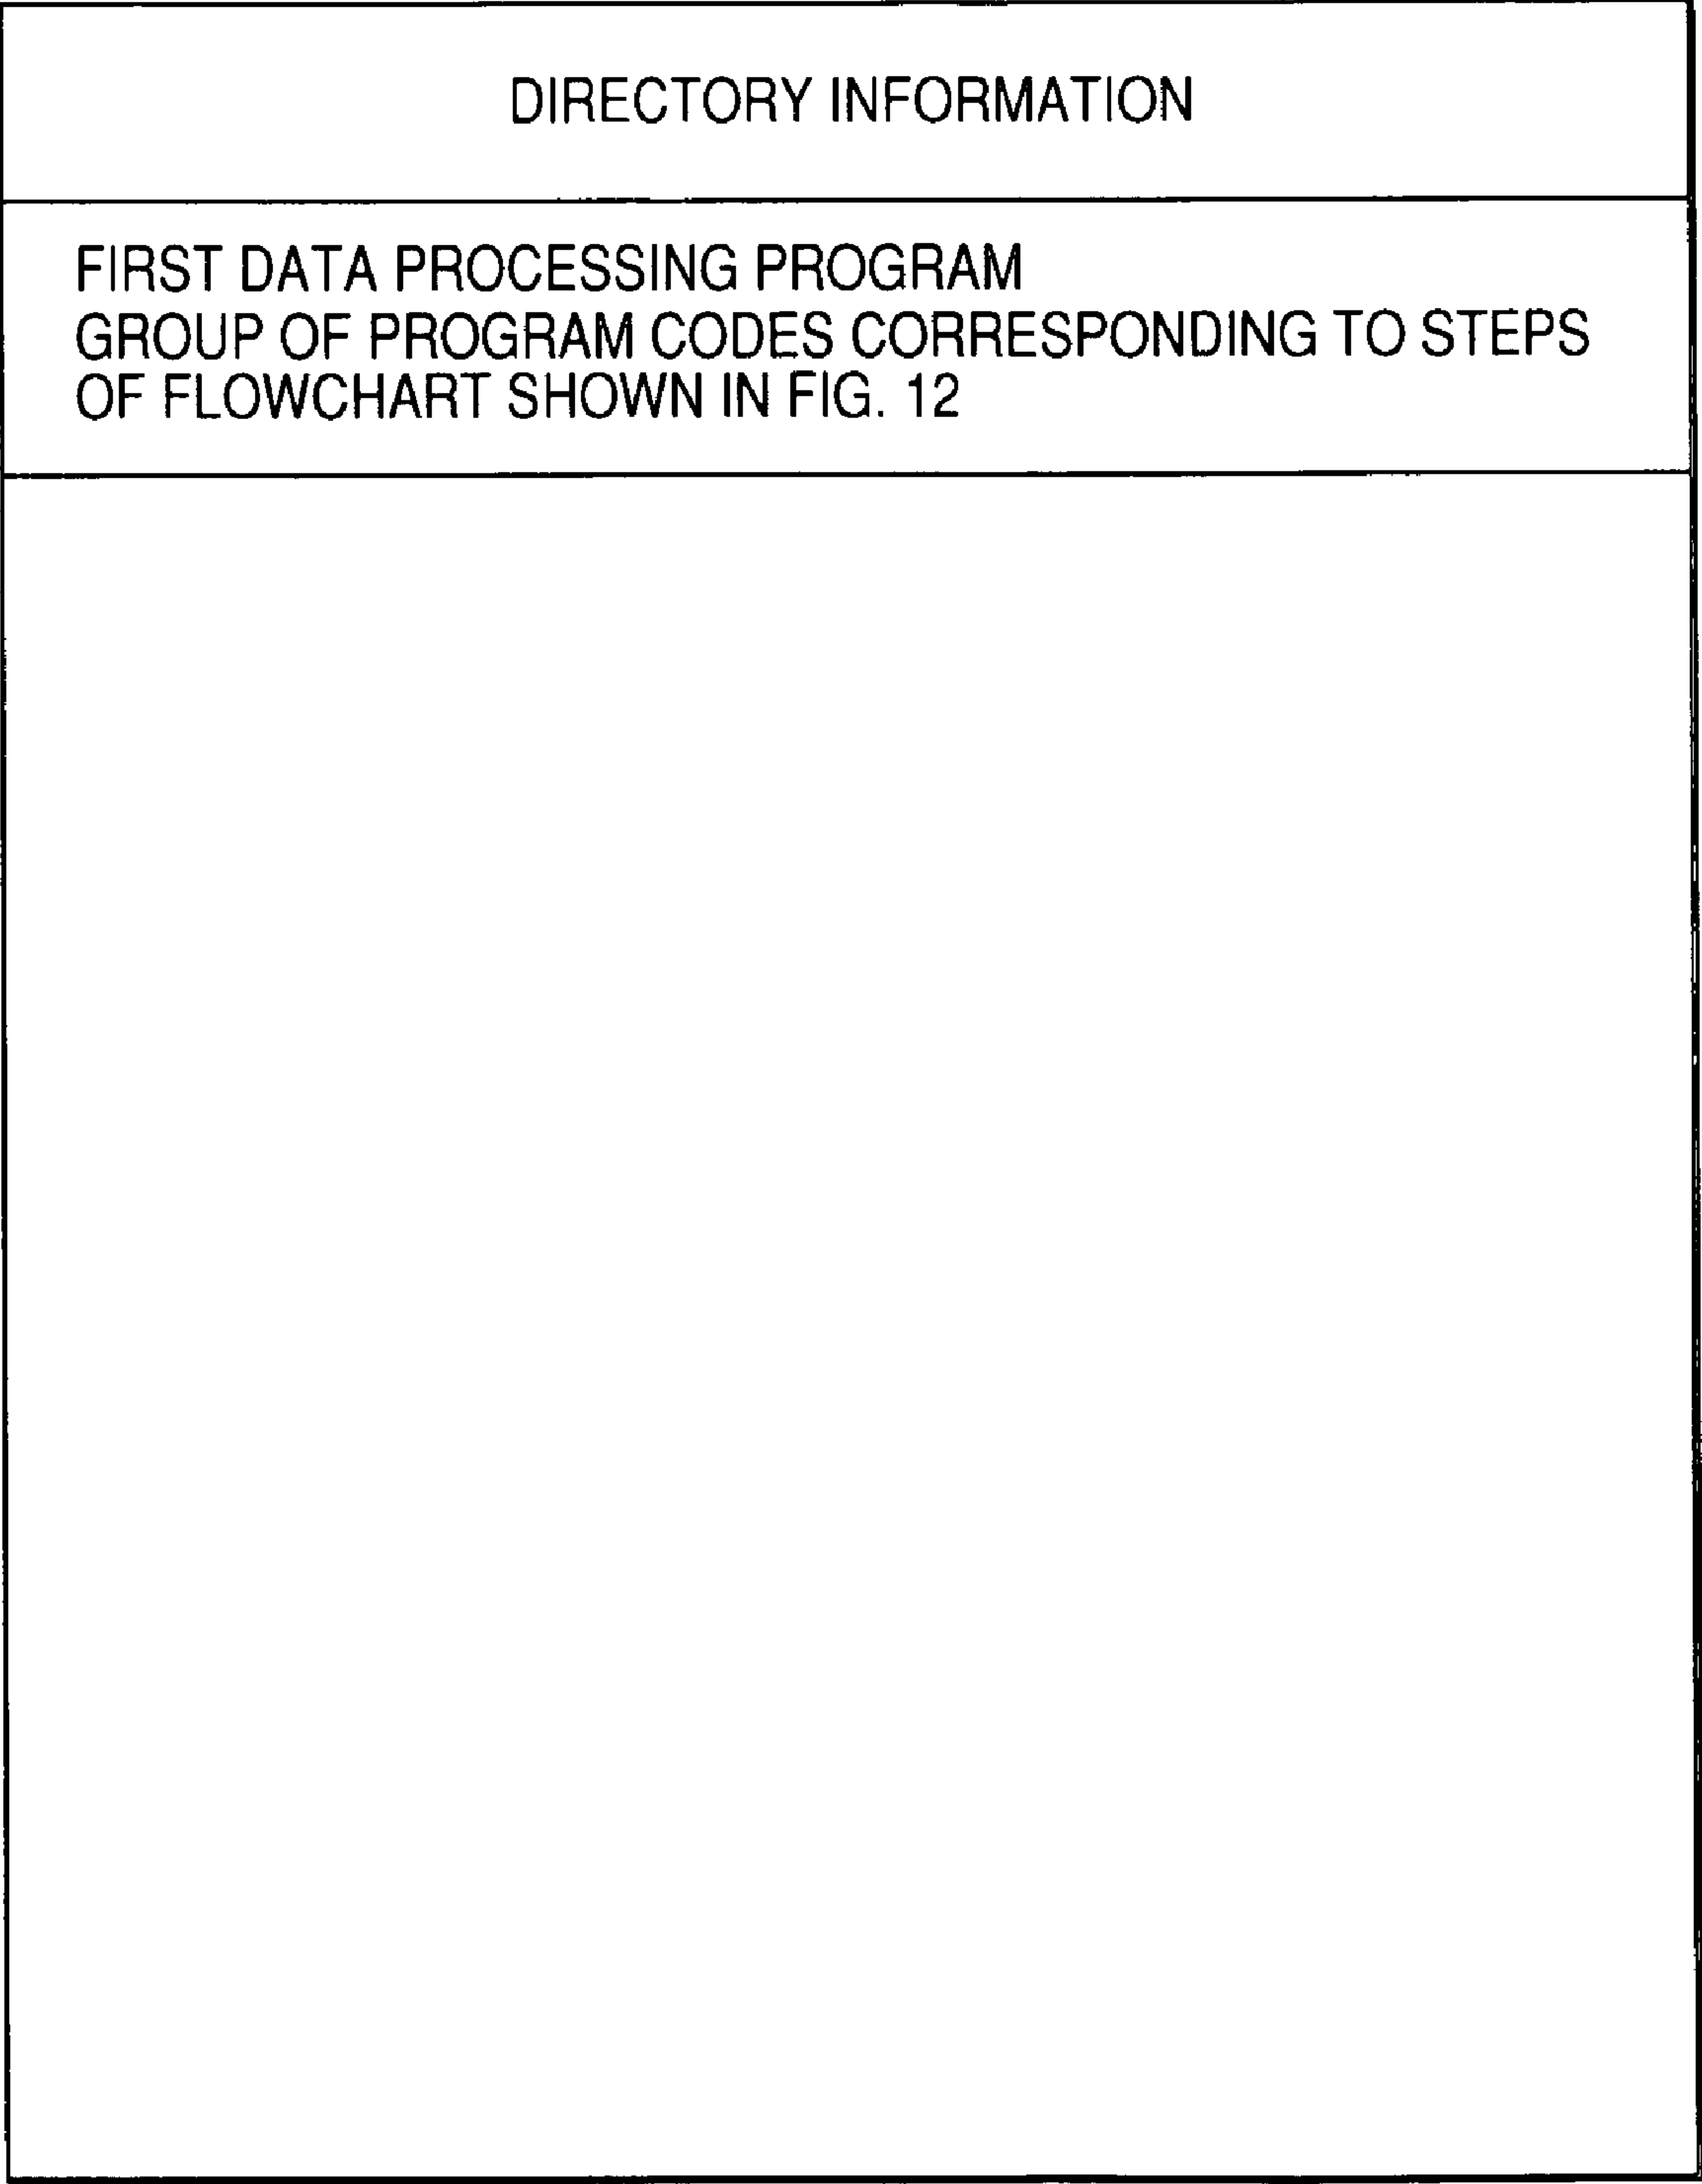 DIRECTORY INFORMATION
FIRST DATA PROCESSING PROGRAM
GROUP OF PROGRAM CODES CORRESPONDING TO STEPS
OF FLOWCHART SHOWN IN FIG. 12